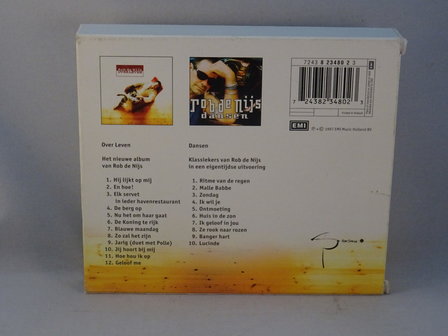 7243 8 23480 2 3
7 24382 34802 3
EMI
℗ + © 1997 EMI Music Holland BV
rob de nijs
dansen
Over Leven
Het nieuwe album
van Rob de Nijs
1. Hij lijkt op mij
2. En hoe!
3. Elk servet
in ieder havenrestaurant
4. De berg op
5. Nu het om haar gaat
6. De Koning te rijk
7. Blauwe maandag
8. Zo zal het zijn
9. Jarig (duet met Polle)
10. Jij hoort bij mij
11. Hoe hou ik op
12. Geloof me
Dansen
Klassiekers van Rob de Nijs
in een eigentijdse uitvoering
1. Ritme van de regen
2. Malle Babbe
3. Zondag
4. Ik wil je
5. Ontmoeting
6. Huis in de zon
7. Ik geloof in jou
8. Ze rook naar rozen
9. Banger hart
10. Lucinde